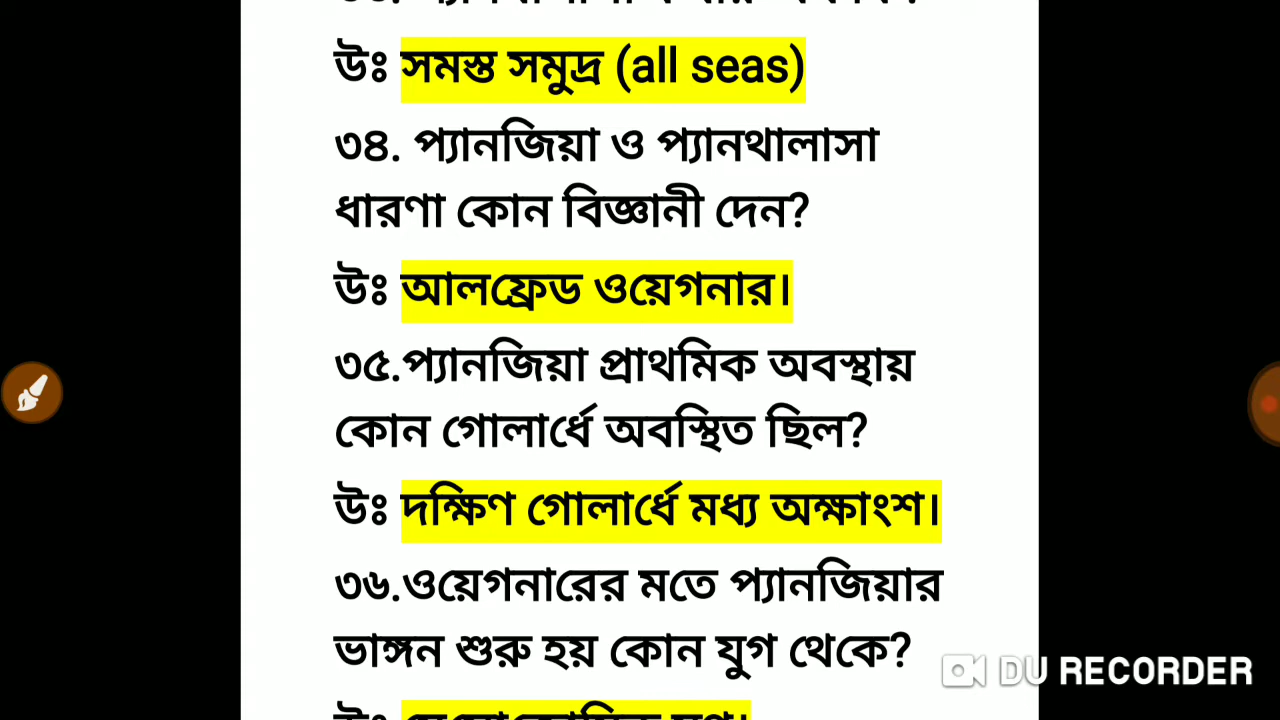 উঃ সমস্ত সমুদ্র (all seas)
৩৪. প্যানজিয়া ও প্যানথালাসা
ধারণা কোন বিজ্ঞানী দেন?
উঃ আলফ্রেড ওয়েগনার।
৩৫.প্যানজিয়া প্রাথমিক অবস্থায়
কোন গোলার্ধে অবস্থিত ছিল?
উঃ দক্ষিণ গোলার্ধে মধ্য অক্ষাংশ।
৩৬.ওয়েগনারের মতে প্যানজিয়ার
ভাঙ্গন শুরু হয় কোন যুগ থেকে?
DU RECORDER
উঃ